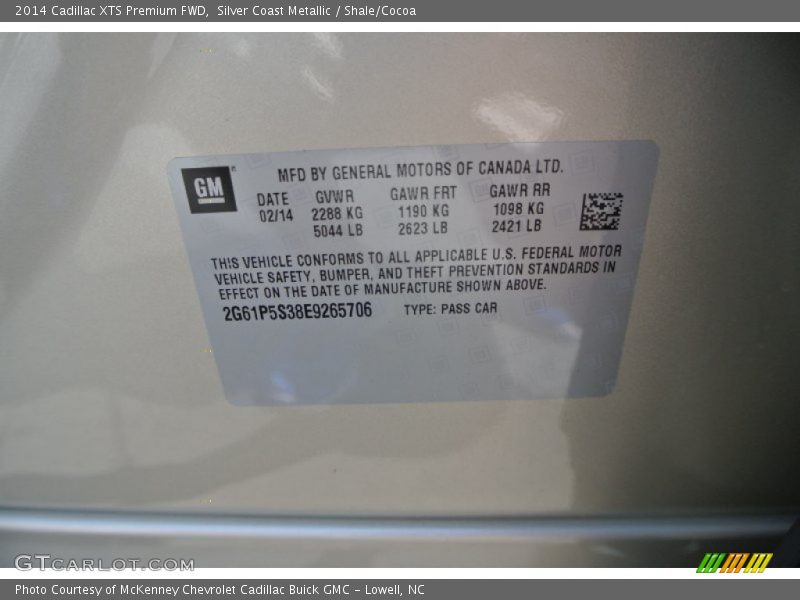 2014 Cadillac XTS Premium FWD, Silver Coast Metallic / Shale/Cocoa
GM
MFD BY GENERAL MOTORS OF CANADA LTD.
DATE GVWR GAWR FRT GAWR RR
02/14 2288 KG 1190 KG 1098 KG
5044 LB 2623 LB 2421 LB
THIS VEHICLE CONFORMS TO ALL APPLICABLE U.S. FEDERAL MOTOR
VEHICLE SAFETY, BUMPER, AND THEFT PREVENTION STANDARDS IN
EFFECT ON THE DATE OF MANUFACTURE SHOWN ABOVE.
2G61P5S38E9265706 TYPE: PASS CAR
GTCARLOT.COM
Photo Courtesy of McKenney Chevrolet Cadillac Buick GMC - Lowell, NC